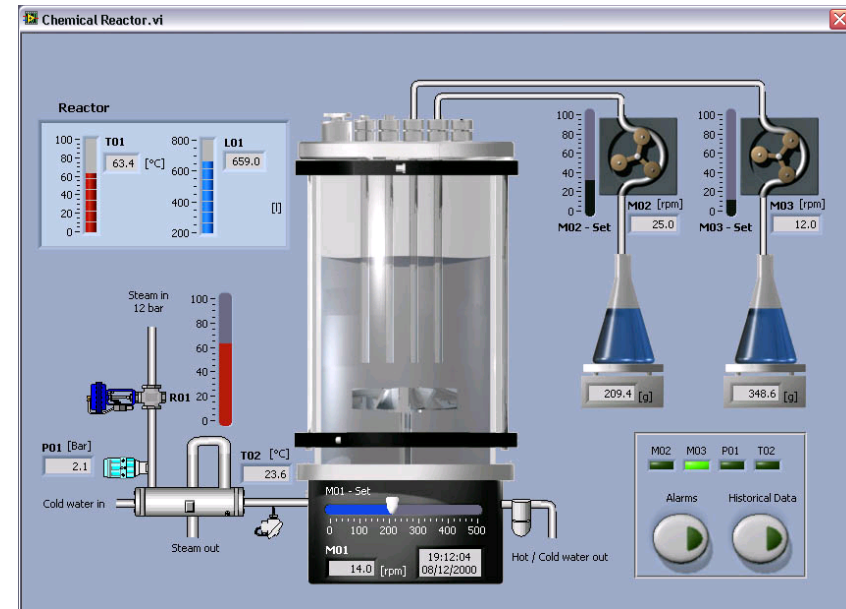 Chemical Reactor.vi
Reactor
100
80
60
40
20
0
T01
63.4 [°C]
800
600
400
200
L01
659.0
[l]
100
80
60
40
20
0
M02 [rpm]
25.0
M02 - Set
100
80
60
40
20
0
M03 [rpm]
12.0
M03 - Set
Steam in
12 bar
100
80
60
40
20
0
R01
P01 [Bar]
2.1
T02 [°C]
23.6
Cold water in
Steam out
209.4 [g]
348.6 [g]
M01 - Set
0 100 200 300 400 500
M01
14.0 [rpm]
19:12:04
08/12/2000
Hot / Cold water out
M02 M03 P01 T02
Alarms Historical Data